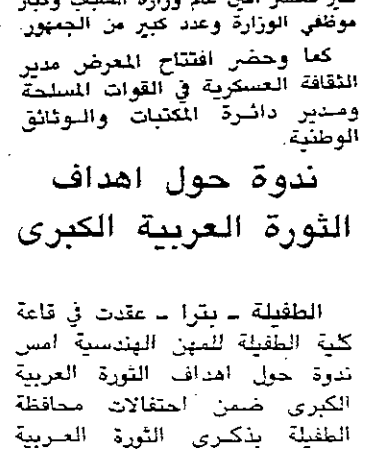 عام وزارة
موظفي الوزارة وعدد كبير من الجمهور.
كما وحضر افتتاح المعرض مدير
الثقافة العسكرية في القوات المسلحة
ومدير دائرة المكتبات والوثائق
الوطنية.
ندوة حول اهداف
الثورة العربية الكبرى
الطفيلة ـ بترا ـ عقدت في قاعة
كلية الطفيلة للمهن الهندسية امس
ندوة حول اهداف الثورة العربية
الكبرى ضمن احتفالات محافظة
الطفيلة بذكرى الثورة العربية